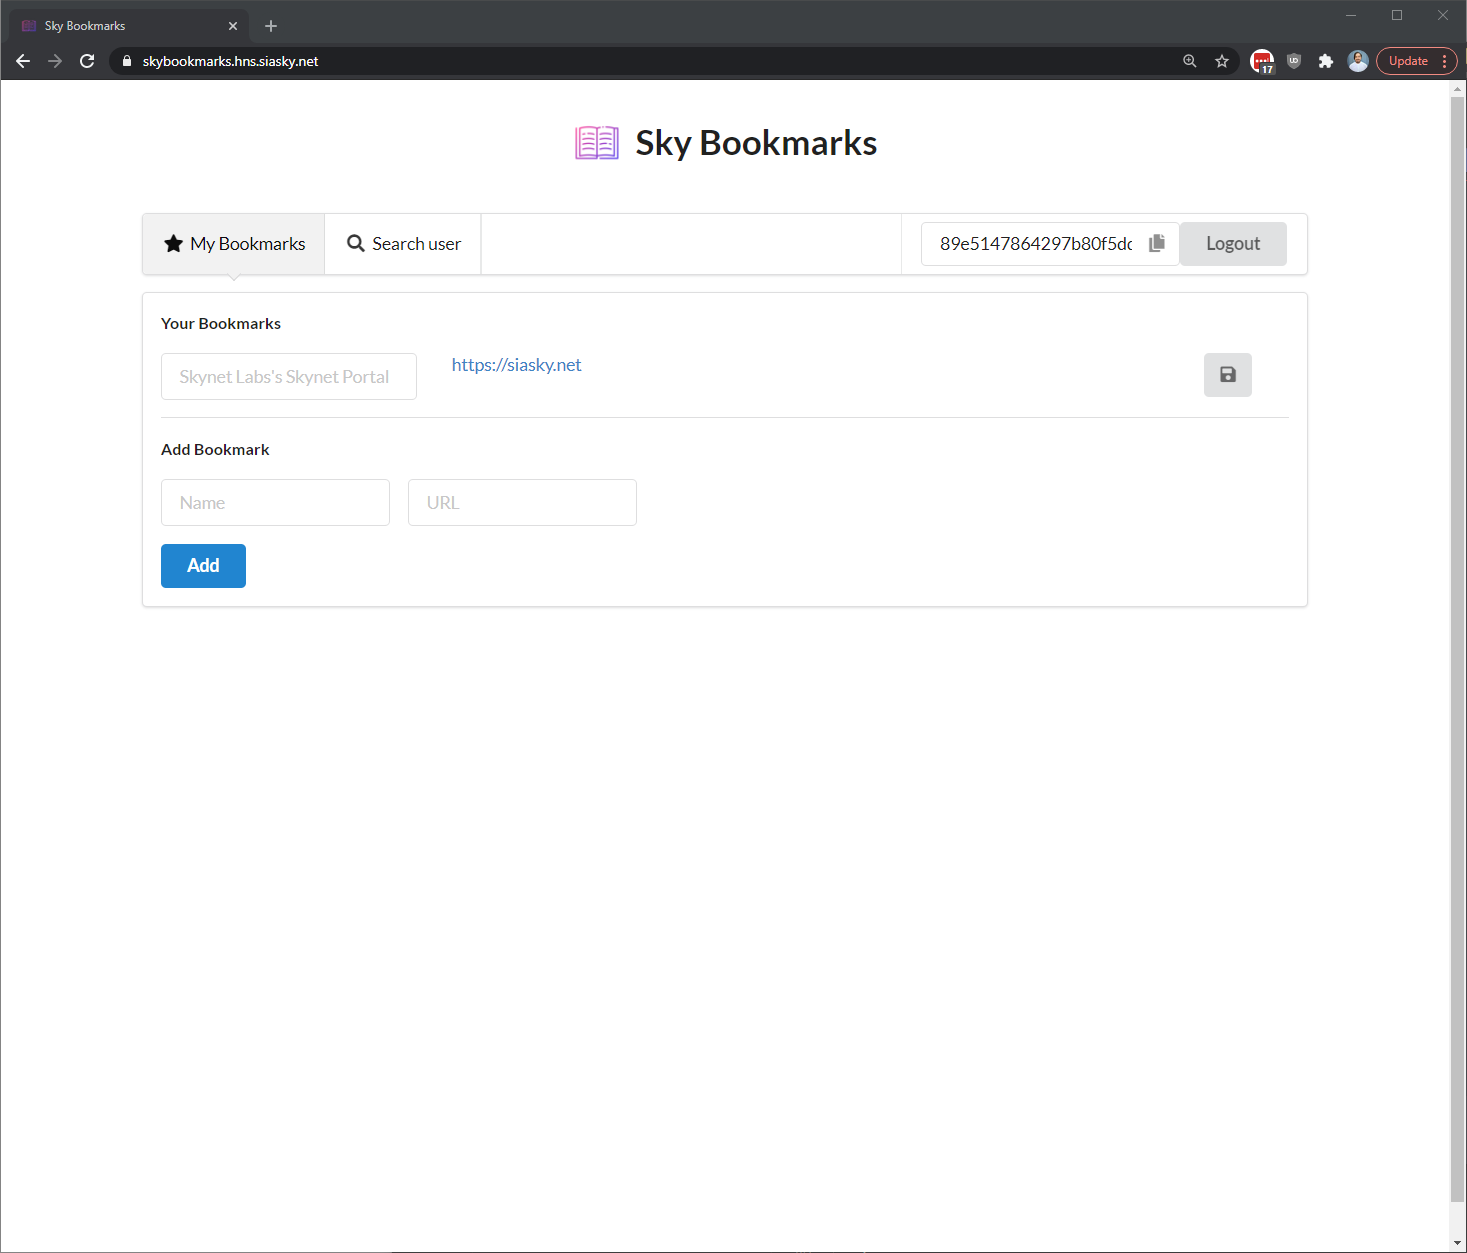 Sky Bookmarks
skybookmarks.hns.siasky.net
17
Update
Sky Bookmarks
My Bookmarks
Search user
89e5147864297b80f5dc
Logout
Your Bookmarks
Skynet Labs's Skynet Portal
https://siasky.net
Add Bookmark
Name
URL
Add